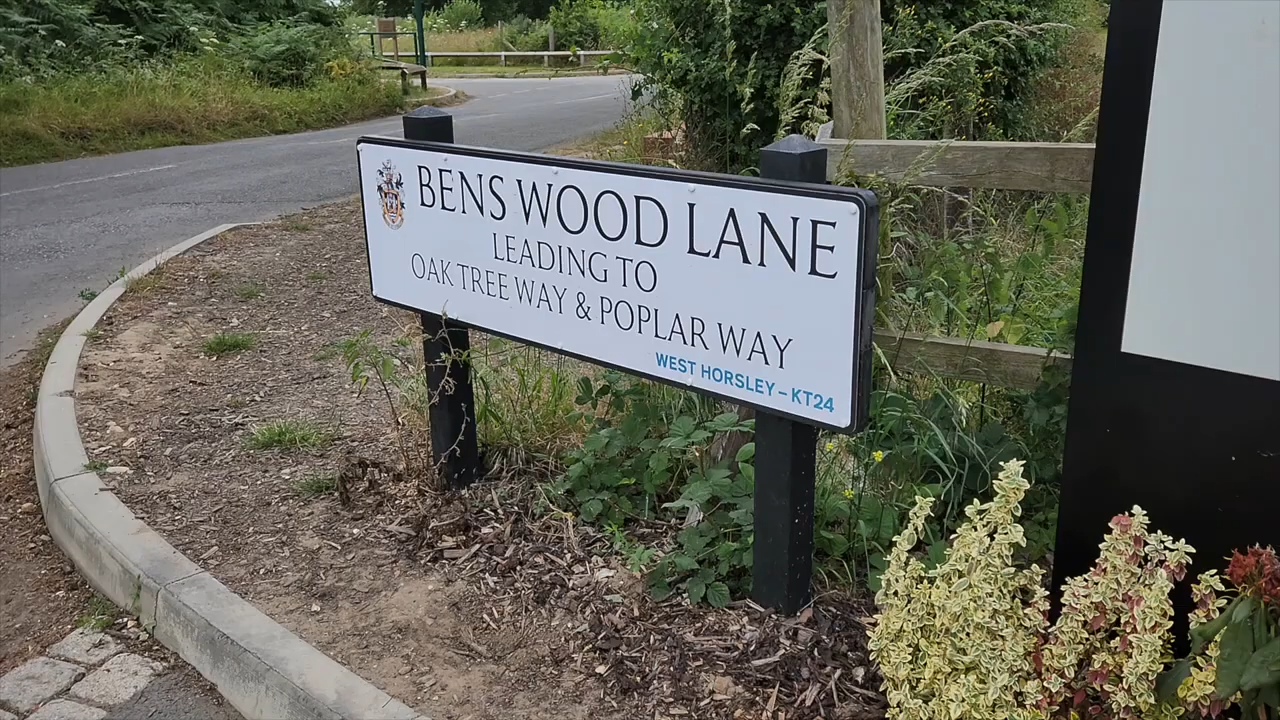 BENS WOOD LANE
LEADING TO
OAK TREE WAY & POPLAR WAY
WEST HORSLEY – KT24